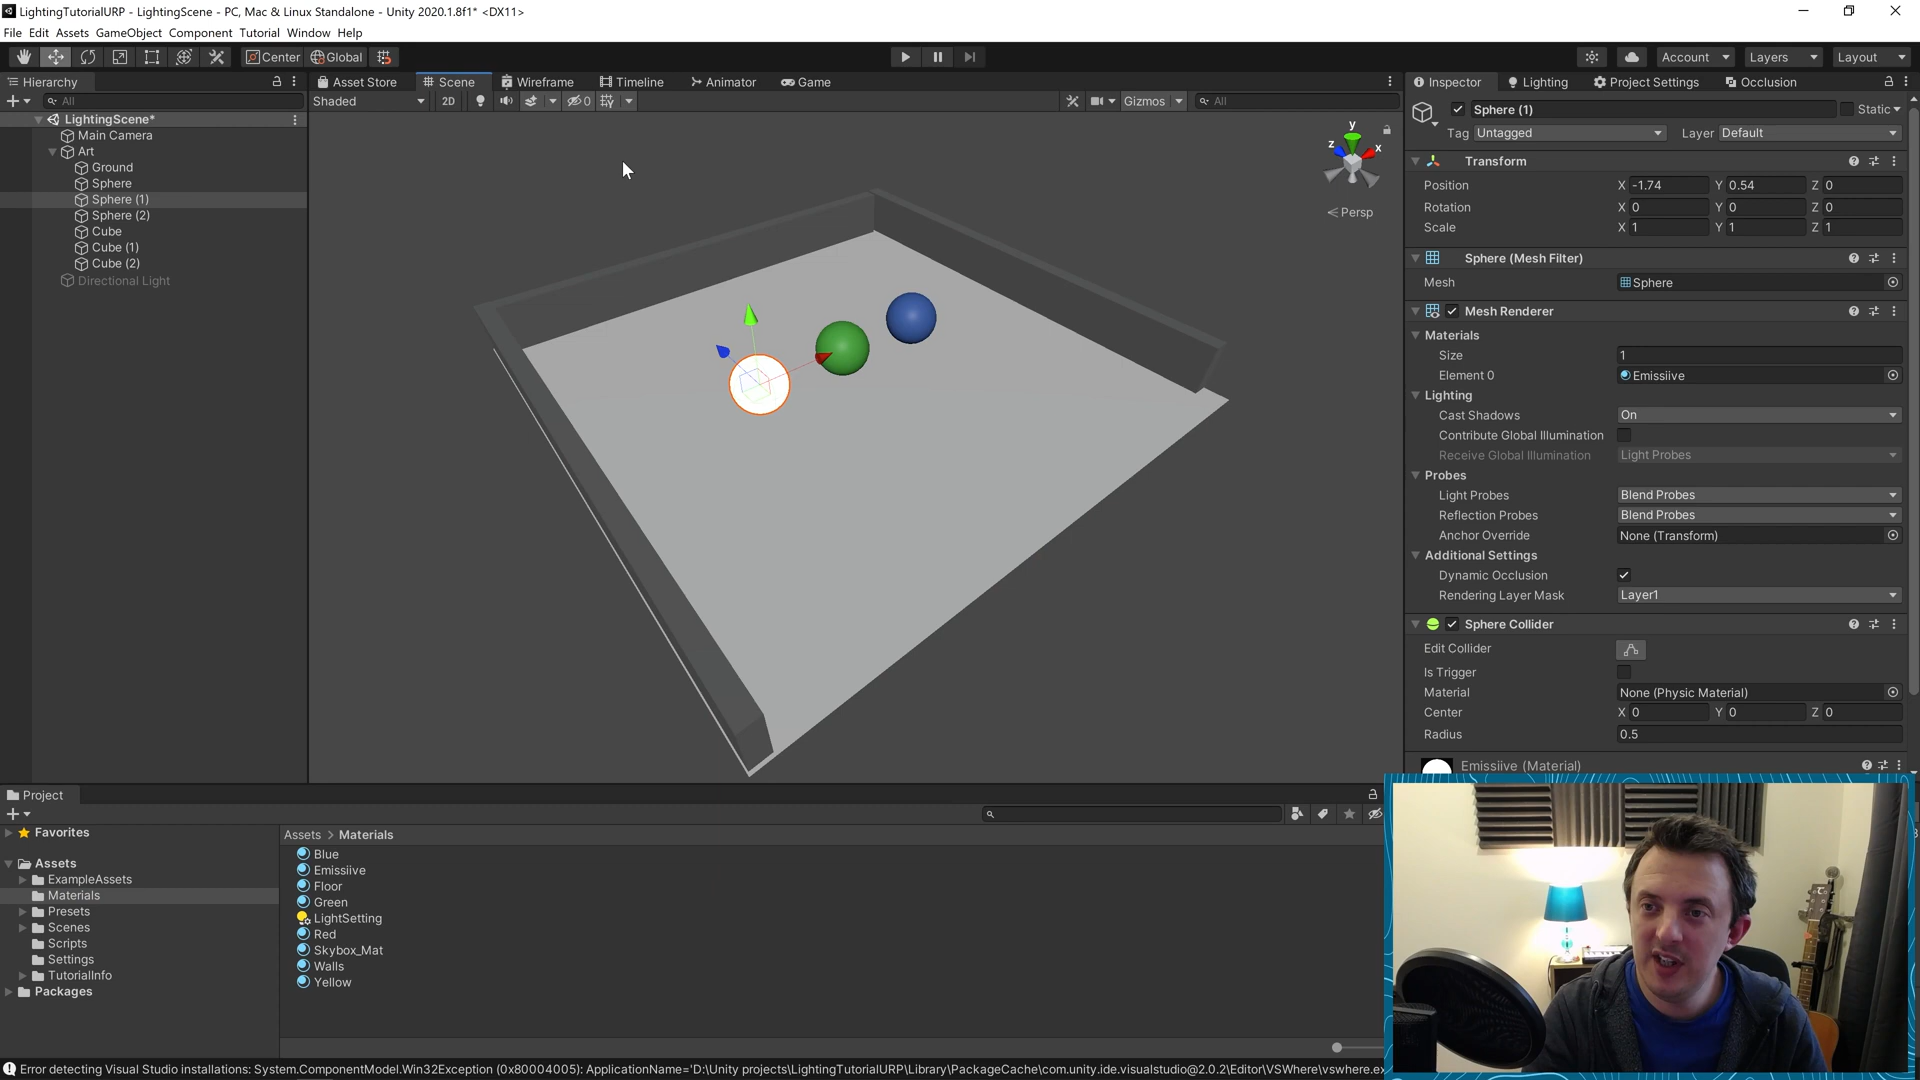 LightingTutorialURP - LightingScene - PC, Mac & Linux Standalone - Unity 2020.1.8f1* <DX11>
File Edit Assets GameObject Component Tutorial Window Help
Center Global Account Layers Layout
Hierarchy Asset Store Scene Wireframe Timeline Animator Game Inspector Lighting Project Settings Occlusion
All Shaded 2D 0 Gizmos All
Sphere (1) Static
Tag Untagged Layer Default
LightingScene*
Main Camera
Art
Ground
Sphere
Sphere (1)
Sphere (2)
Cube
Cube (1)
Cube (2)
Directional Light
y
z
x
Persp
Transform
Position X -1.74 Y 0.54 Z 0
Rotation X 0 Y 0 Z 0
Scale X 1 Y 1 Z 1
Sphere (Mesh Filter)
Mesh Sphere
Mesh Renderer
Materials
Size 1
Element 0 Emissiive
Lighting
Cast Shadows On
Contribute Global Illumination
Receive Global Illumination Light Probes
Probes
Light Probes Blend Probes
Reflection Probes Blend Probes
Anchor Override None (Transform)
Additional Settings
Dynamic Occlusion
Rendering Layer Mask Layer1
Sphere Collider
Edit Collider
Is Trigger
Material None (Physic Material)
Center X 0 Y 0 Z 0
Radius 0.5
Emissiive (Material)
Project
Favorites
Assets
ExampleAssets
Materials
Presets
Scenes
Scripts
Settings
TutorialInfo
Packages
Assets > Materials
Blue
Emissiive
Floor
Green
LightSetting
Red
Skybox_Mat
Walls
Yellow
Error detecting Visual Studio installations: System.ComponentModel.Win32Exception (0x80004005): ApplicationName='D:\Unity projects\LightingTutorialURP\Library\PackageCache\com.unity.ide.visualstudio@2.0.2\Editor\VSWhere\vswhere.ex